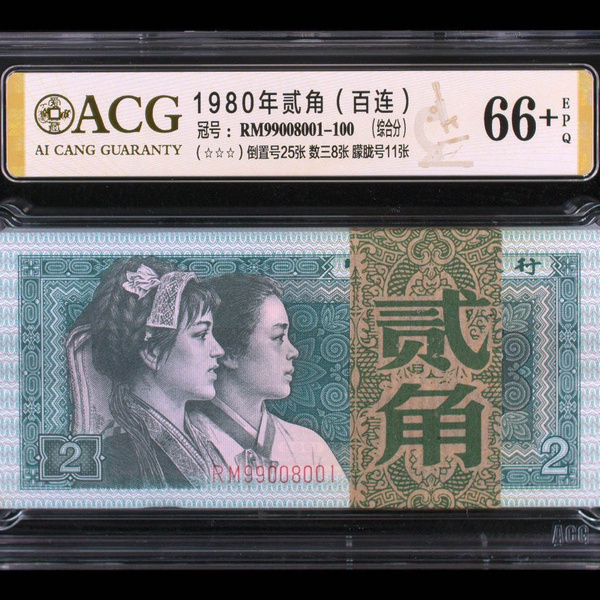 ACG
AI CANG GUARANTY
1980年贰角（百连）
冠号：RM99008001-100 （综合分）
（☆☆☆）倒置号25张 数三8张 朦胧号11张
66+
EPQ
行
贰角
2
RM99008001
2
ACG